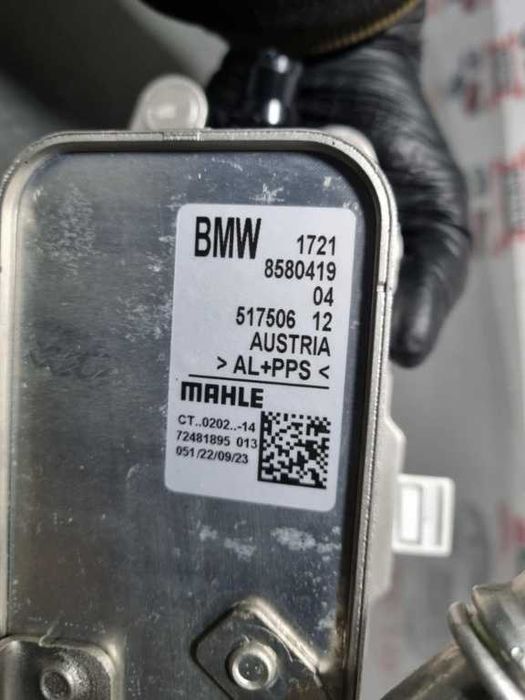 BMW 1721
8580419
04
517506 12
AUSTRIA
> AL+PPS <
MAHLE
CT..0202..-14
72481895 013
051/22/09/23